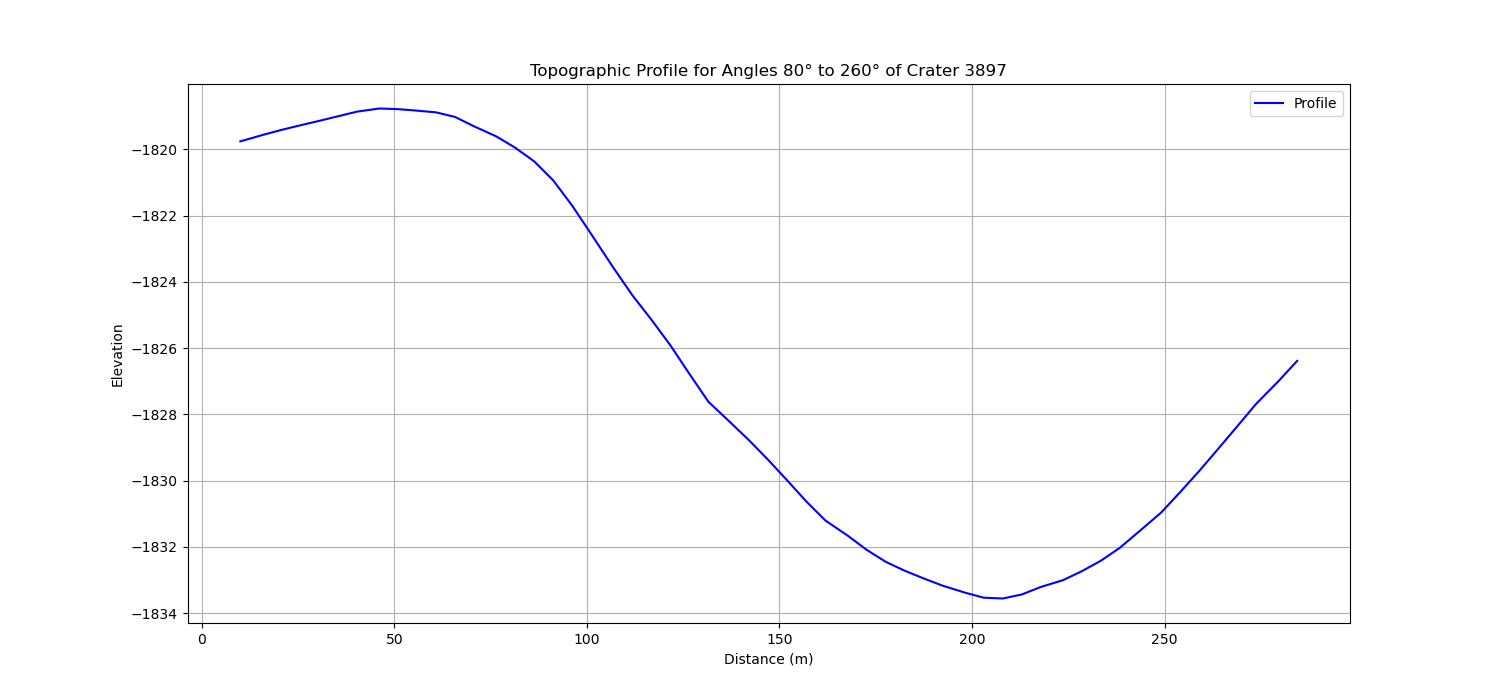 Topographic Profile for Angles 80° to 260° of Crater 3897
Profile
−1820
−1822
−1824
−1826
−1828
−1830
−1832
−1834
Elevation
0 50 100 150 200 250
Distance (m)